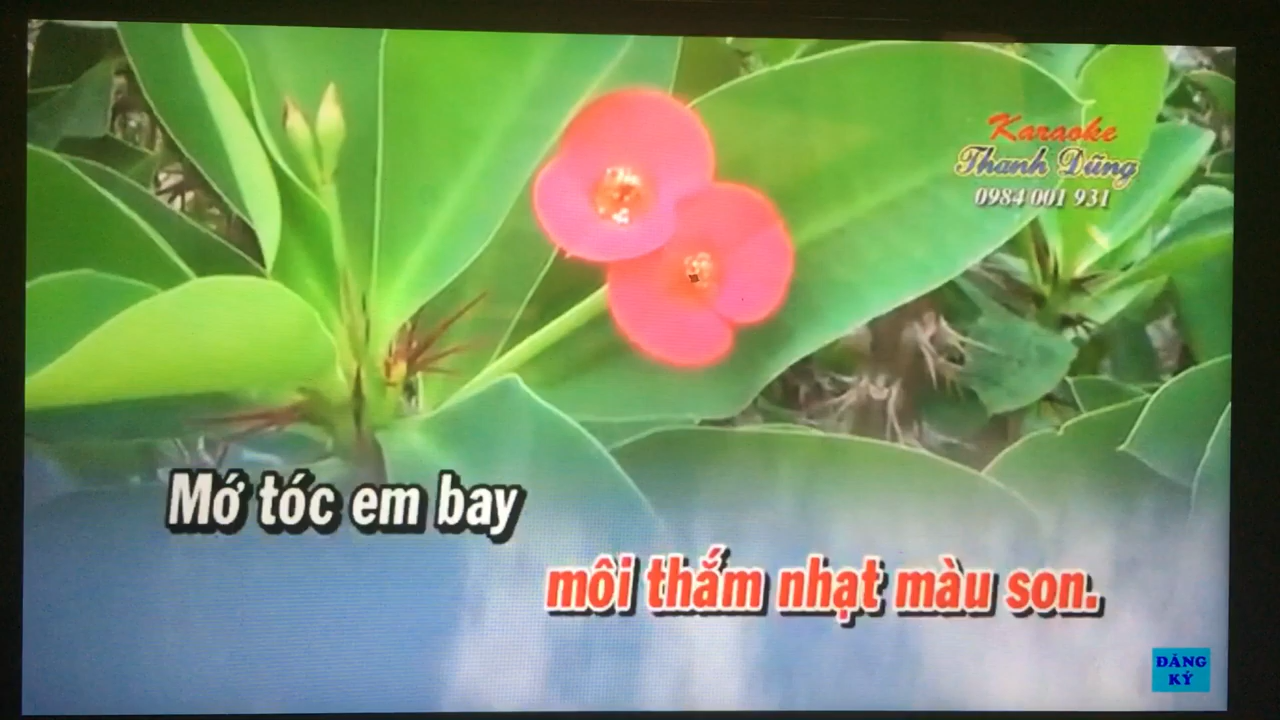 Karaoke
Thanh Dũng
0984 001 931
Mớ tóc em bay
môi thắm nhạt màu son.
ĐĂNG
KÝ